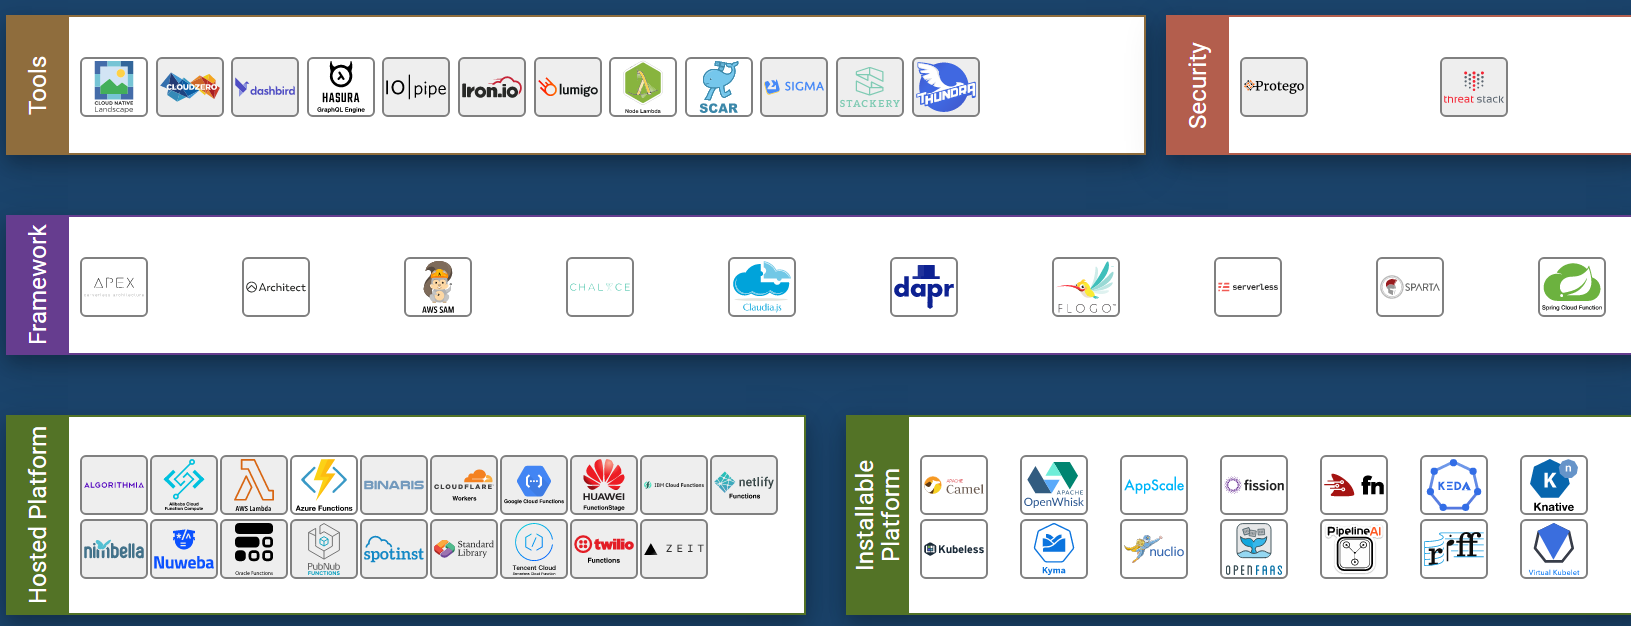 Tools
CLOUD NATIVE
Landscape
CLOUDZERO
dashbird
HASURA
GraphQL Engine
IO|pipe
Iron.io
lumigo
Node Lambda
SCAR
SIGMA
STACKERY
THUNDRA
Security
Protego
threat stack
Framework
APEX
serverless architecture
Architect
AWS SAM
CHALICE
Claudia.js
dapr
FLOGO
serverless
SPARTA
Spring Cloud Function
Hosted Platform
ALGORITHMIA
Alibaba Cloud
Function Compute
AWS Lambda
Azure Functions
BINARIS
CLOUDFLARE
Workers
Google Cloud Functions
HUAWEI
FunctionStage
IBM Cloud Functions
netlify
Functions
nimbella
Nuweba
Oracle Functions
PubNub
FUNCTIONS
spotinst
Standard
Library
Tencent Cloud
Serverless Cloud Function
twilio
Functions
ZEIT
Installable
Platform
APACHE
Camel
APACHE
OpenWhisk
AppScale
fission
fn
KEDA
n
K
Knative
Kubeless
Kyma
nuclio
OPENFAAS
PipelineAI
riff
Virtual Kubelet